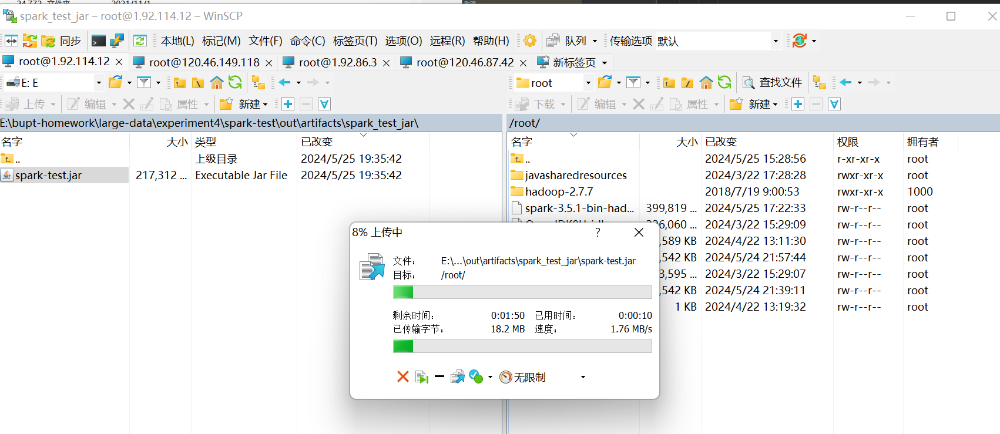 spark_test_jar – root@1.92.114.12 – WinSCP
同步 本地(L) 标记(M) 文件(F) 命令(C) 标签页(T) 选项(O) 远程(R) 帮助(H) 队列 传输选项 默认
root@1.92.114.12 root@120.46.149.118 root@1.92.86.3 root@120.46.87.42 新标签页
E: E root 查找文件
上传 编辑 属性 新建 下载 编辑 属性 新建
E:\bupt-homework\large-data\experiment4\spark-test\out\artifacts\spark_test_jar\ /root/
名字 大小 类型 已改变 名字 大小 已改变 权限 拥有者
.. 上级目录 2024/5/25 19:35:42 .. 2024/5/25 15:28:56 r-xr-xr-x root
spark-test.jar 217,312 ... Executable Jar File 2024/5/25 19:35:42 javasharedresources 2024/3/22 17:28:28 rwxr-xr-x root
hadoop-2.7.7 2018/7/19 9:00:53 rwxr-xr-x 1000
spark-3.5.1-bin-had... 399,819 ... 2024/5/25 17:22:33 rw-r--r-- root
2024/3/22 15:29:09 rw-r--r-- root
,589 KB 2024/4/22 13:11:30 rw-r--r-- root
,542 KB 2024/5/24 21:57:44 rw-r--r-- root
3,595 ... 2024/3/22 15:29:07 rw-r--r-- root
,542 KB 2024/5/24 21:39:11 rw-r--r-- root
1 KB 2024/4/22 13:19:32 rw-r--r-- root
8% 上传中 ?
文件: E:\...\out\artifacts\spark_test_jar\spark-test.jar
目标: /root/
剩余时间: 0:01:50 已用时间: 0:00:10
已传输字节: 18.2 MB 速度: 1.76 MB/s
无限制